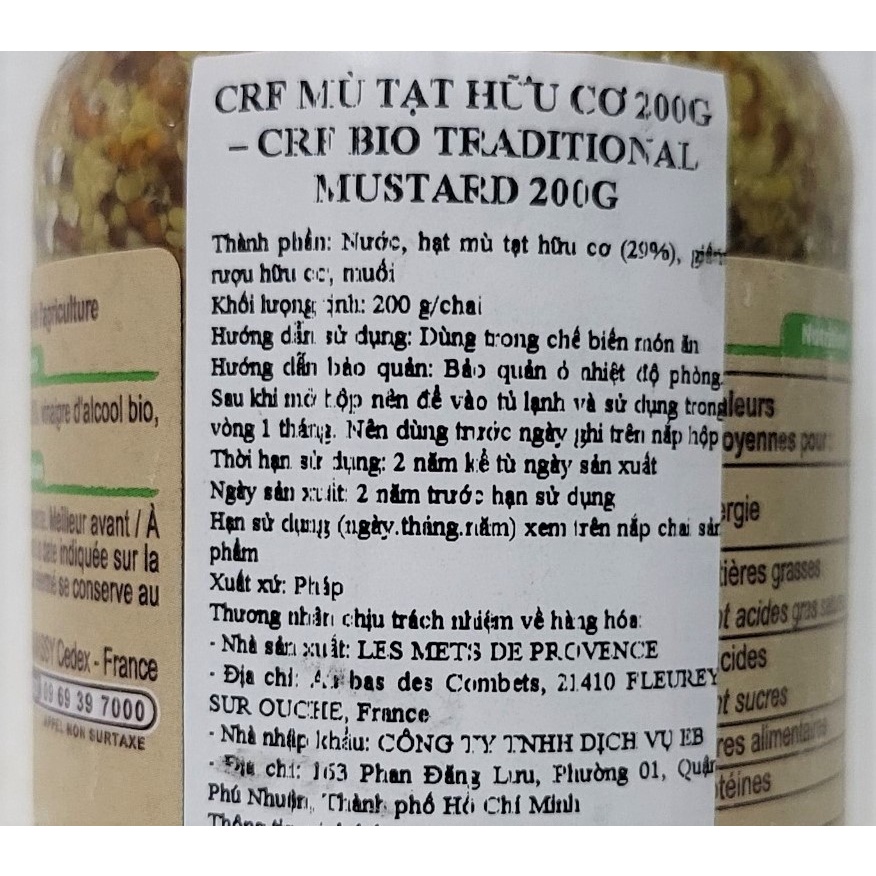 CRF MÙ TẠT HỮU CƠ 200G
– CRF BIO TRADITIONAL
MUSTARD 200G
Thành phần: Nước, hạt mù tạt hữu cơ (29%), giấm
rượu hữu cơ, muối
Khối lượng tịnh: 200 g/chai
Hướng dẫn sử dụng: Dùng trong chế biến món ăn
Hướng dẫn bảo quản: Bảo quản ở nhiệt độ phòng.
Sau khi mở hộp nên để vào tủ lạnh và sử dụng trong
vòng 1 tháng. Nên dùng trước ngày ghi trên nắp hộp
Thời hạn sử dụng: 2 năm kể từ ngày sản xuất
Ngày sản xuất: 2 năm trước hạn sử dụng
Hạn sử dụng (ngày.tháng.năm) xem trên nắp chai sản
phẩm
Xuất xứ: Pháp
Thương nhân chịu trách nhiệm về hàng hóa:
- Nhà sản xuất: LES METS DE PROVENCE
- Địa chỉ: Au bas des Combets, 21410 FLEUREY
SUR OUCHE, France
- Nhà nhập khẩu: CÔNG TY TNHH DỊCH VỤ EB
- Địa chỉ: 163 Phan Đăng Lưu, Phường 01, Quận
Phú Nhuận, Thành phố Hồ Chí Minh
l'agriculture
vinaigre d'alcool bio,
Meilleur avant / À
date indiquée sur la
se conserve au
Cedex - France
09 69 39 7000
APPEL NON SURTAXE
leurs
oyennes pour
rgie
ières grasses
t acides gras
cides
t sucres
res alimentaire
téines